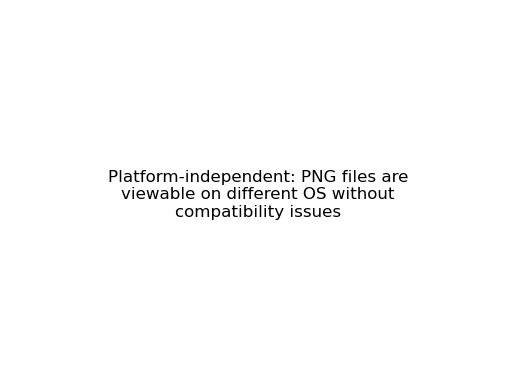 Platform-independent: PNG files are
viewable on different OS without
compatibility issues